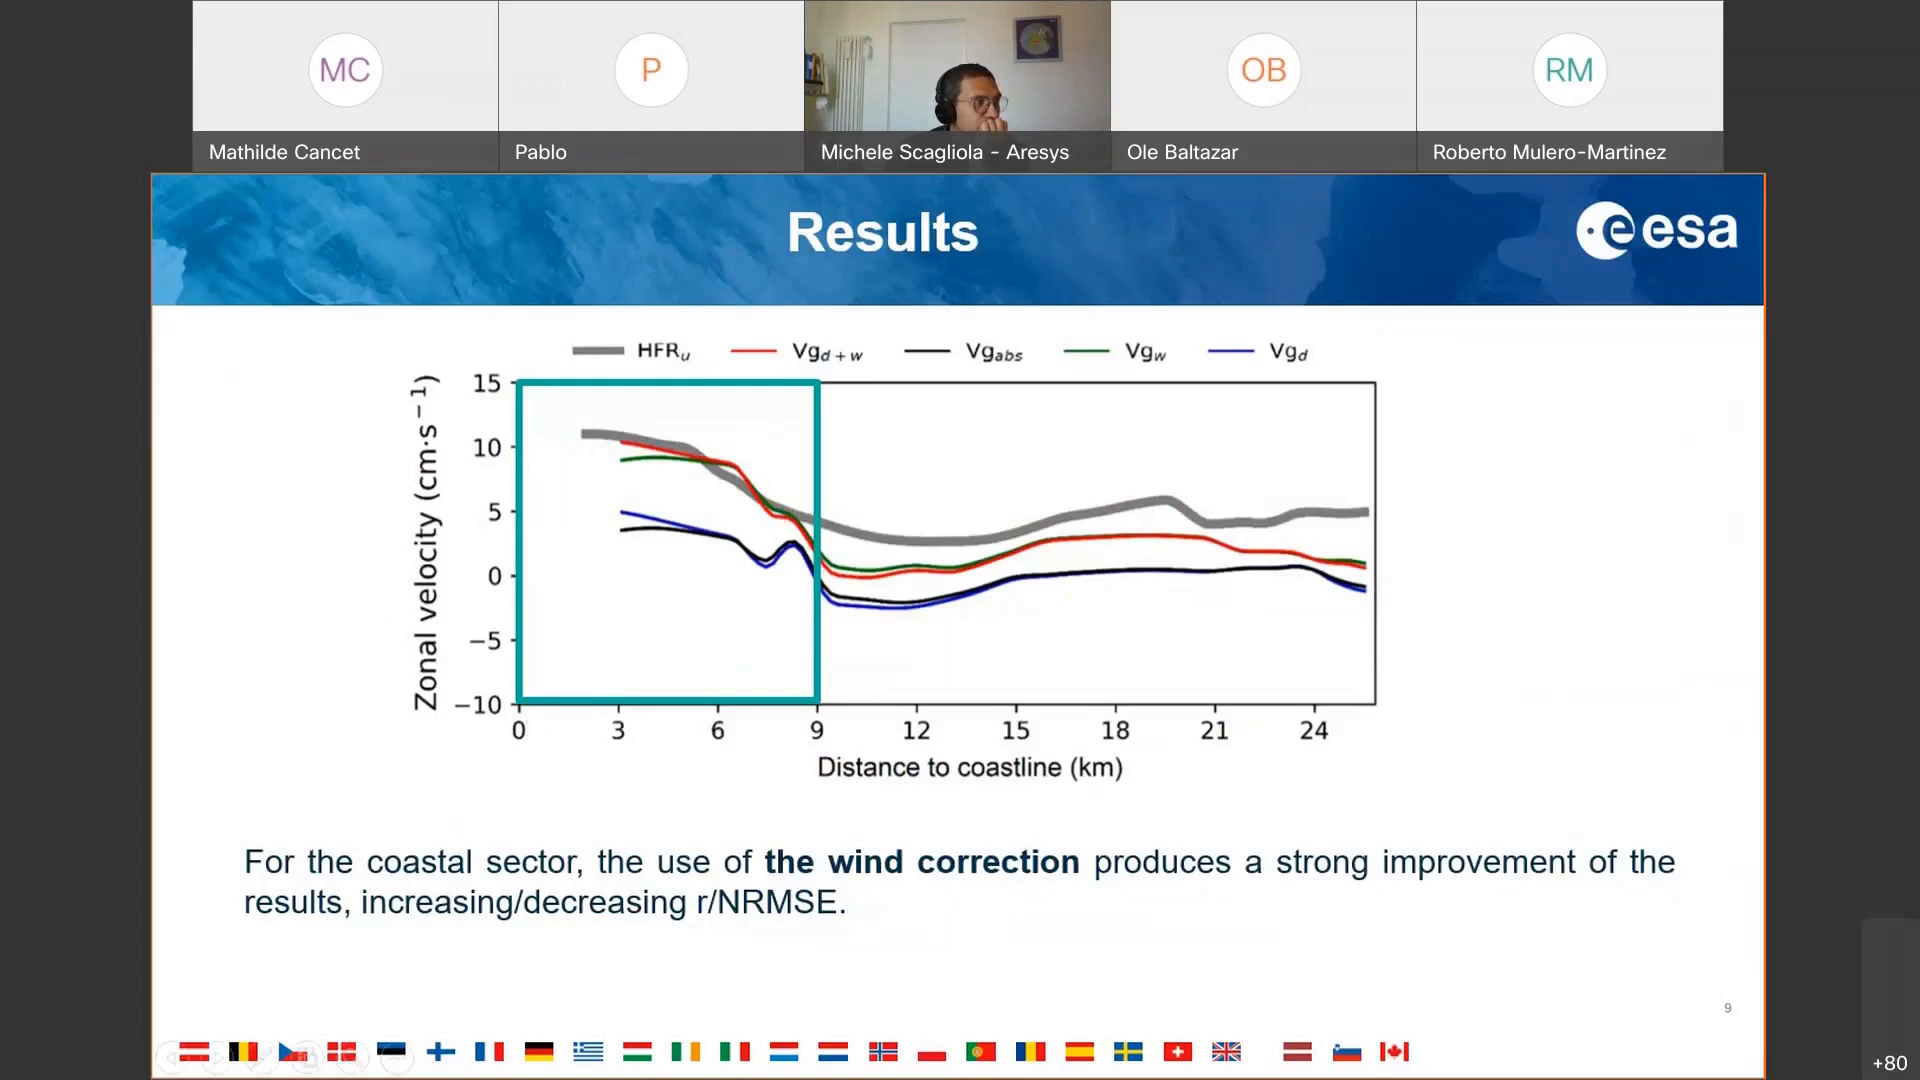 MC
P
OB
RM
Mathilde Cancet
Pablo
Michele Scagliola - Aresys
Ole Baltazar
Roberto Mulero-Martinez
Results
esa
HFRu
Vgd+w
Vgabs
Vgw
Vgd
Zonal velocity (cm·s⁻¹)
15
10
5
0
−5
−10
0 3 6 9 12 15 18 21 24
Distance to coastline (km)
For the coastal sector, the use of the wind correction produces a strong improvement of the
results, increasing/decreasing r/NRMSE.
9
+80